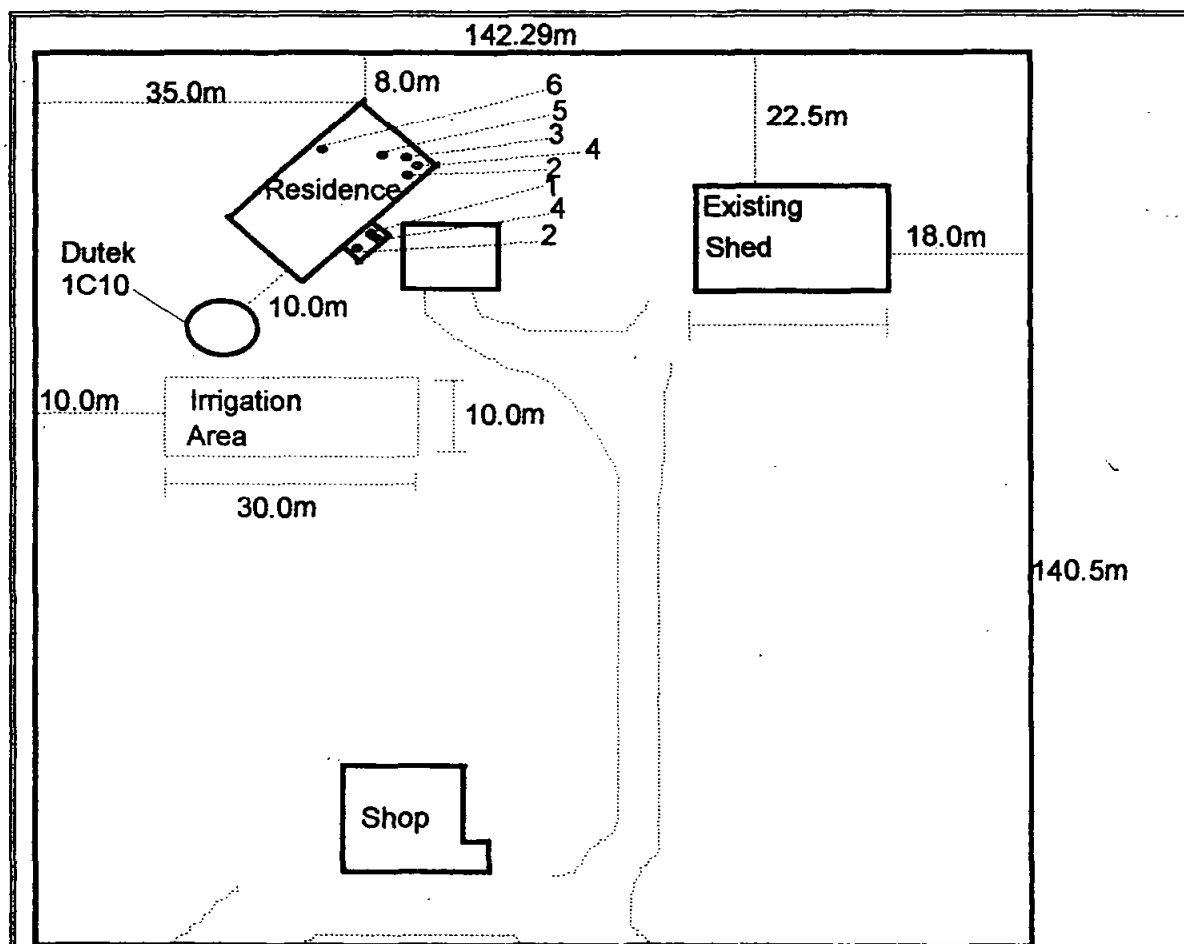 142.29m
35.0m
8.0m
6
5
3
4
2
1
4
2
22.5m
Residence
Existing
Shed
18.0m
Dutek
1C10
10.0m
10.0m
Irrigation
Area
10.0m
30.0m
140.5m
Shop